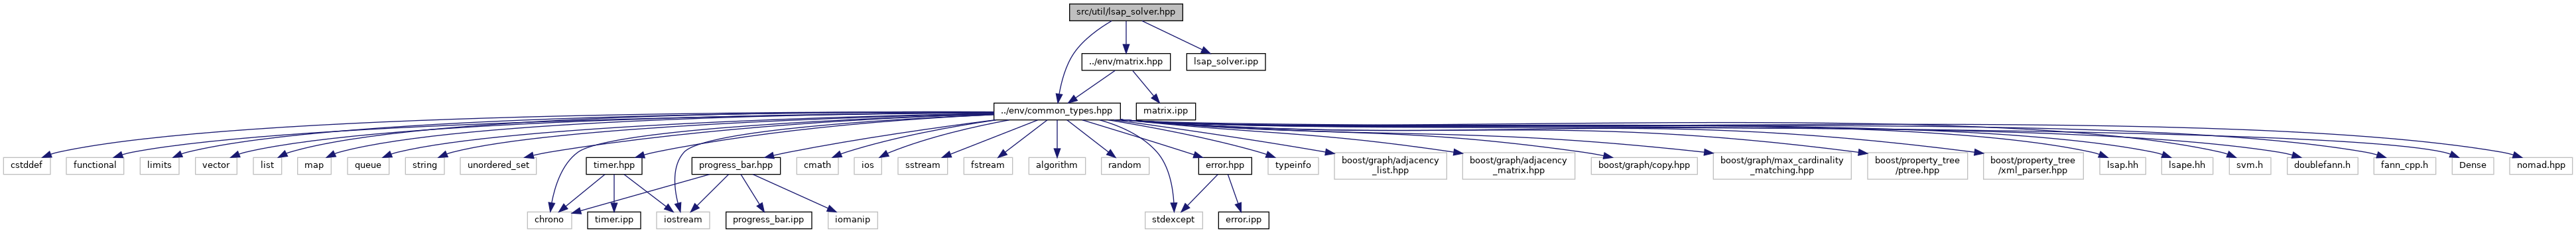 src/util/lsap_solver.hpp
../env/matrix.hpp
lsap_solver.ipp
../env/common_types.hpp
matrix.ipp
cstddef
functional
limits
vector
list
map
queue
string
unordered_set
timer.hpp
progress_bar.hpp
cmath
ios
sstream
fstream
algorithm
random
error.hpp
typeinfo
boost/graph/adjacency
_list.hpp
boost/graph/adjacency
_matrix.hpp
boost/graph/copy.hpp
boost/graph/max_cardinality
_matching.hpp
boost/property_tree
/ptree.hpp
boost/property_tree
/xml_parser.hpp
lsap.hh
lsape.hh
svm.h
doublefann.h
fann_cpp.h
Dense
nomad.hpp
chrono
timer.ipp
iostream
progress_bar.ipp
iomanip
stdexcept
error.ipp